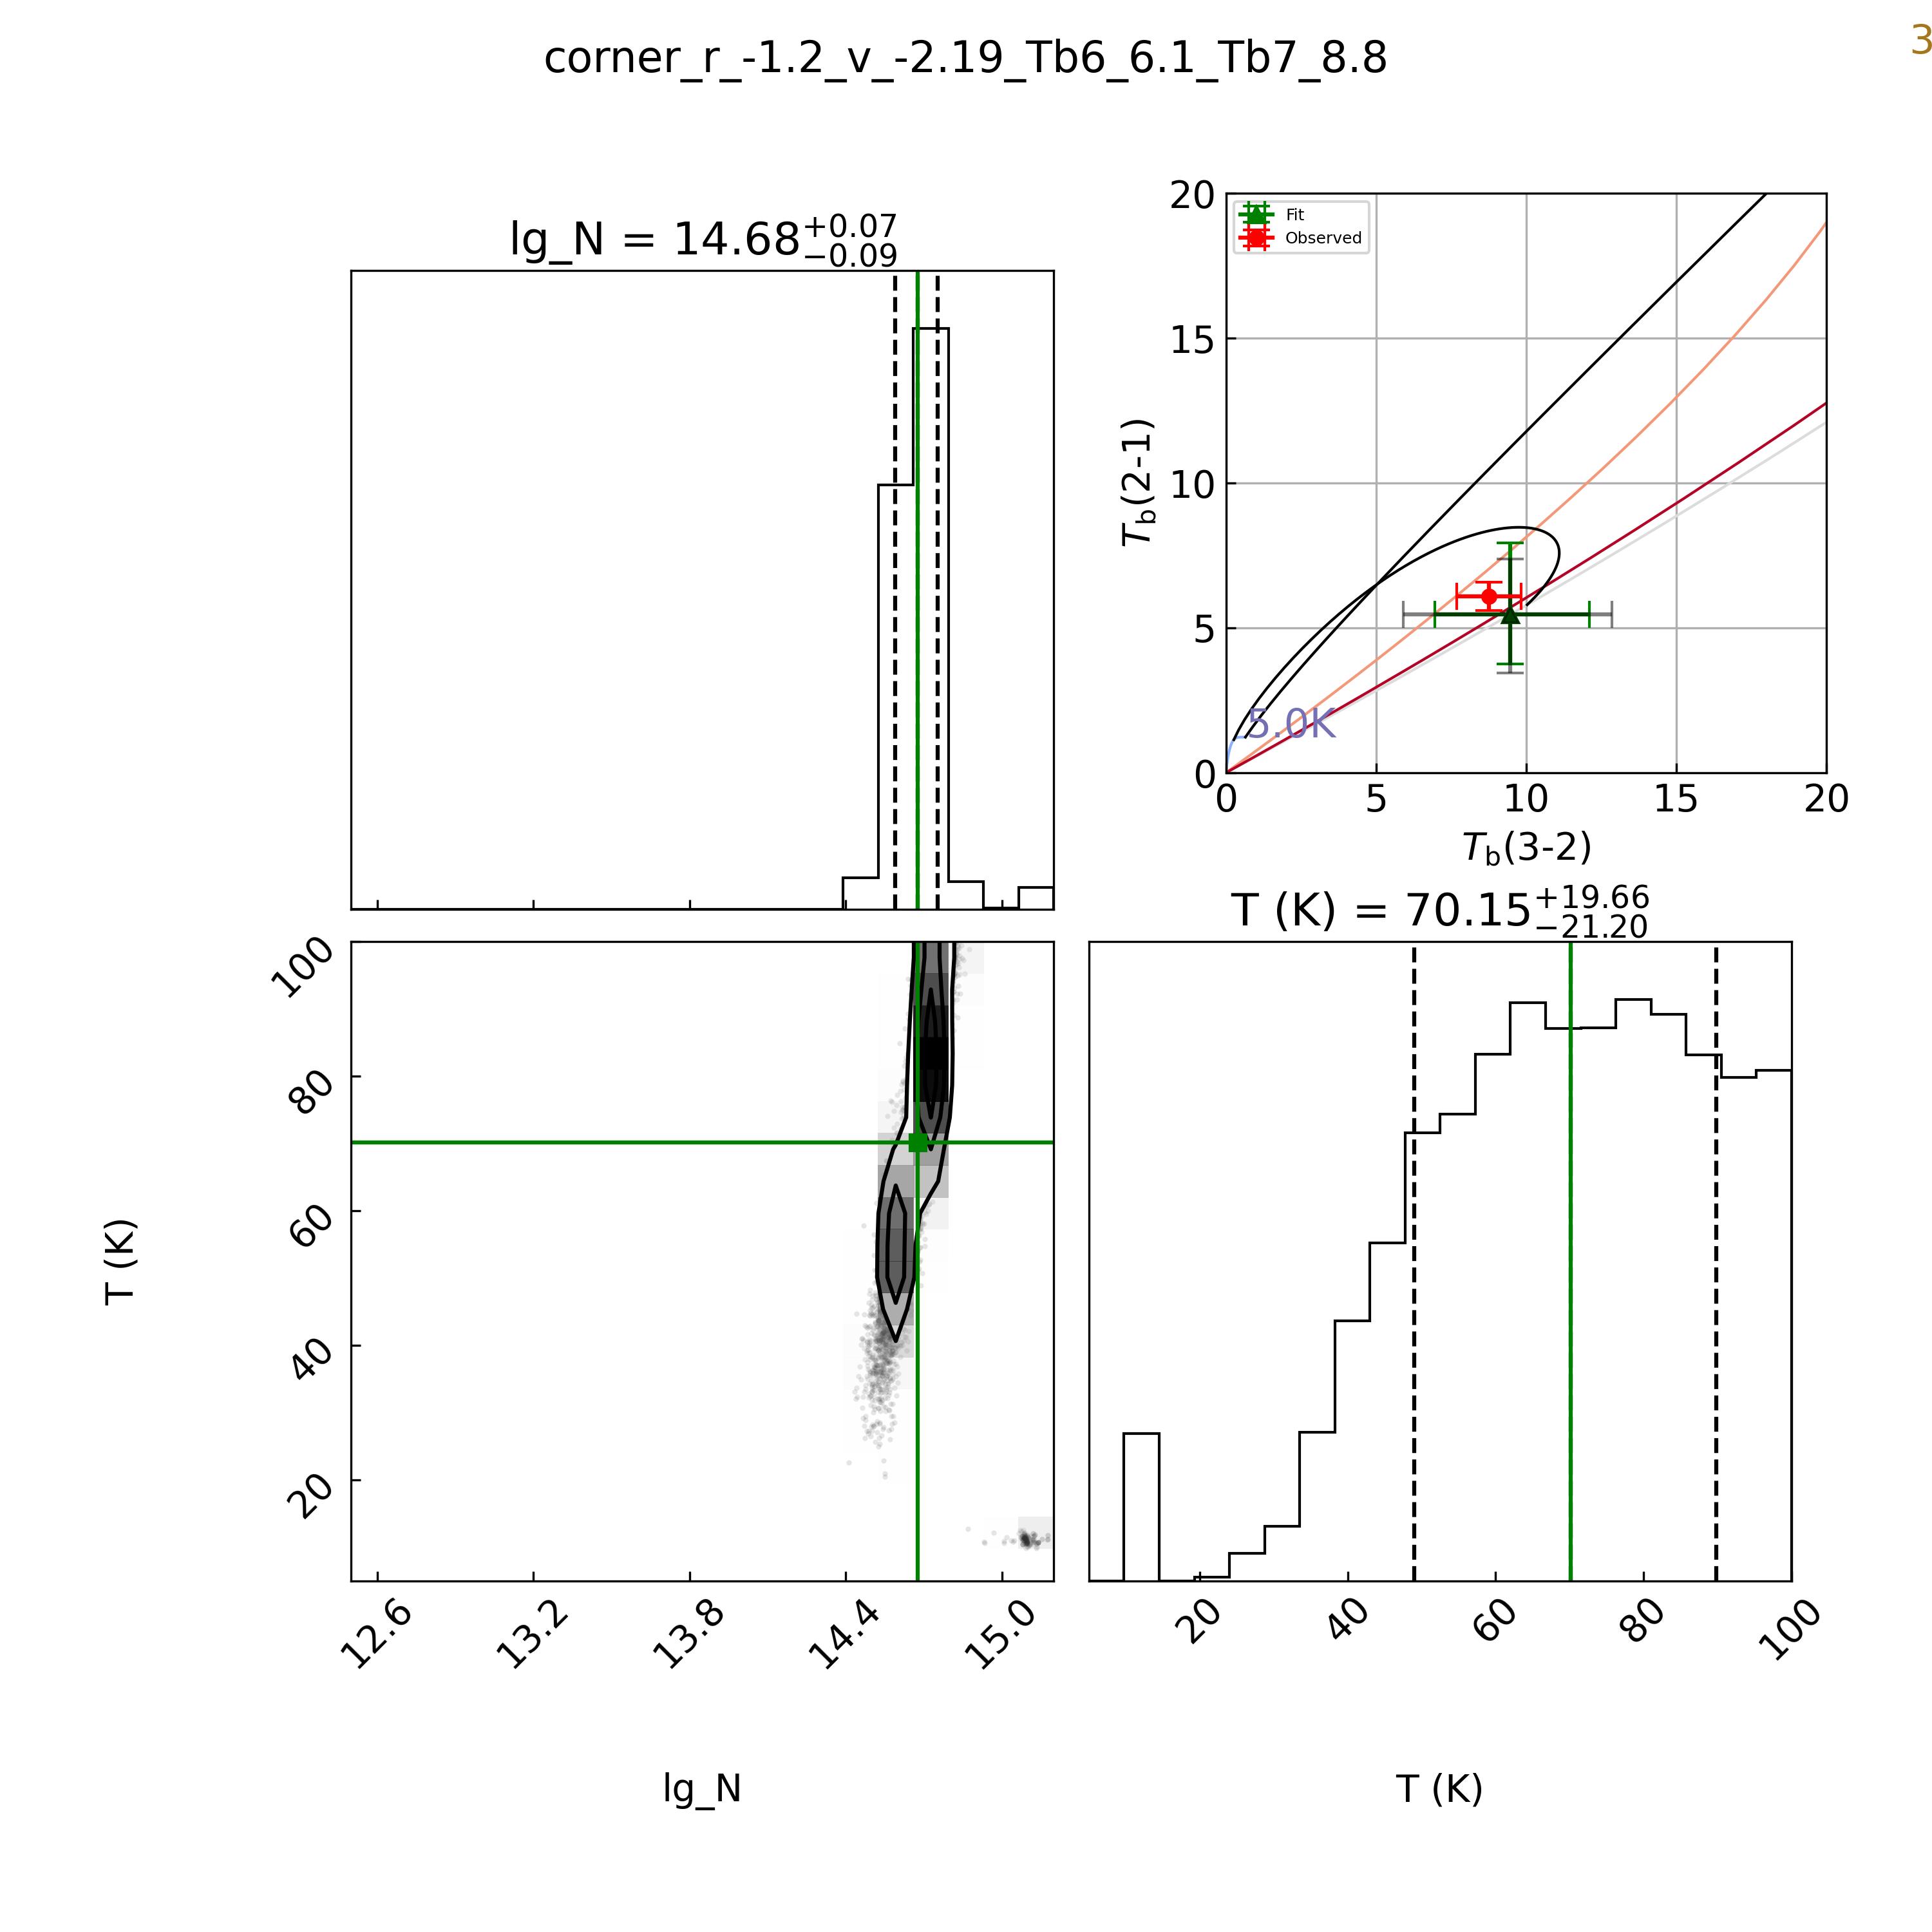 corner_r_-1.2_v_-2.19_Tb6_6.1_Tb7_8.8
3
lg_N = 14.68+0.07−0.09
20
15
10
5
0
T_b(2-1)
Fit
Observed
5.0K
0 5 10 15 20
T_b(3-2)
T (K) = 70.15+19.66−21.20
100
80
60
40
20
T (K)
12.6 13.2 13.8 14.4 15.0
20 40 60 80 100
lg_N
T (K)